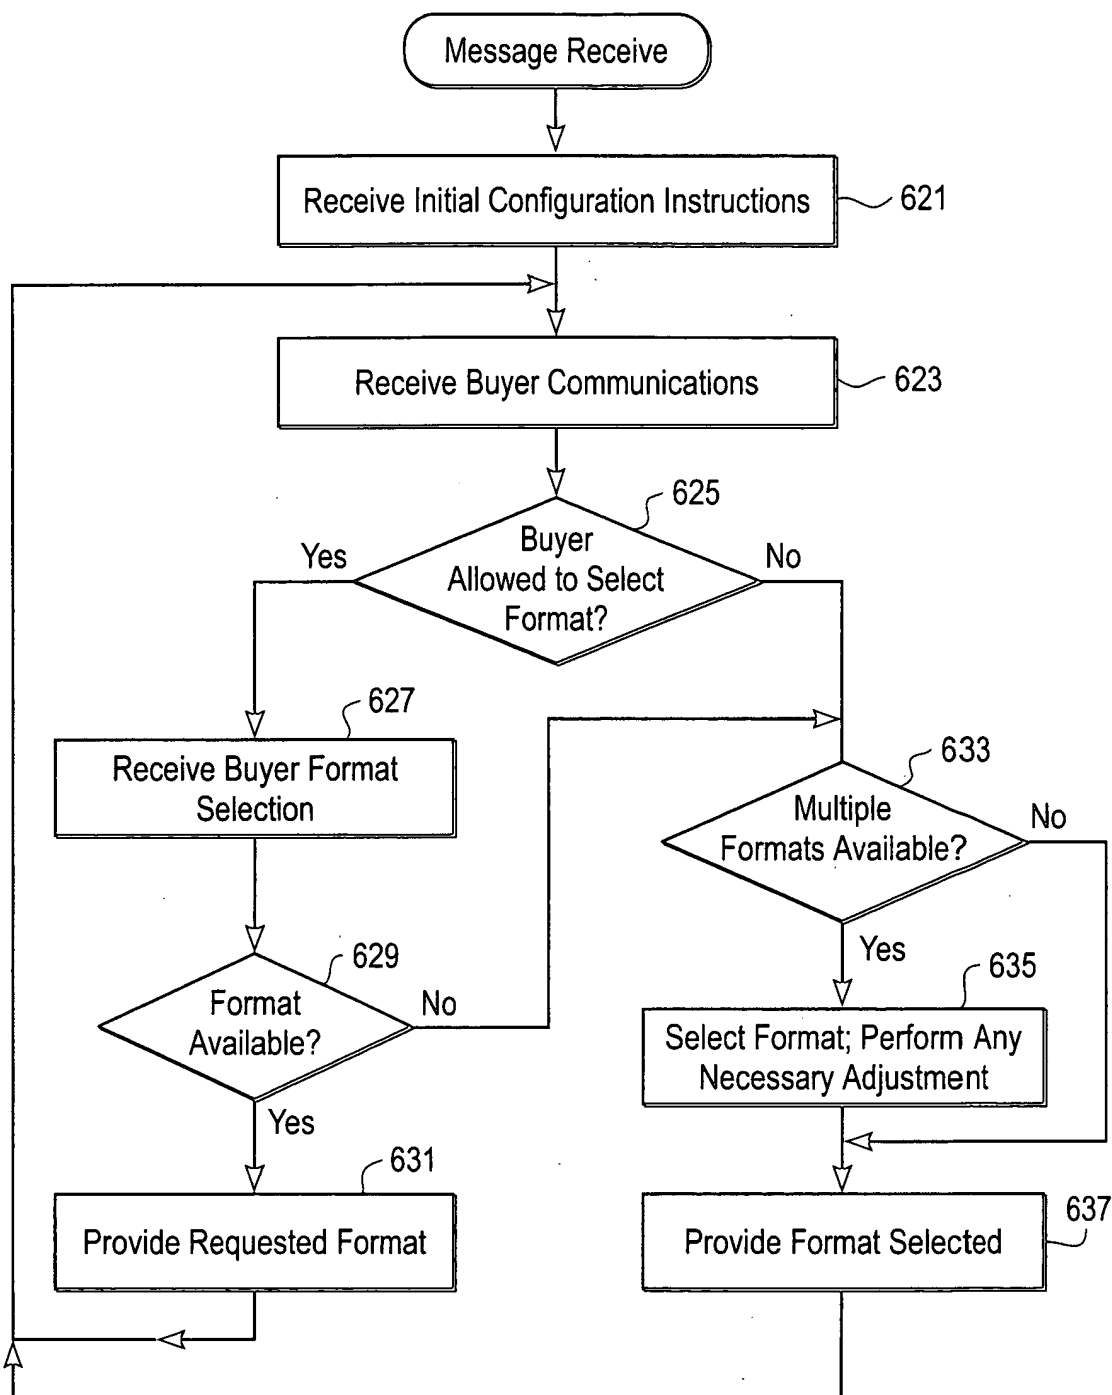 Message Receive
Receive Initial Configuration Instructions
621
Receive Buyer Communications
623
625
Buyer
Allowed to Select
Format?
Yes
No
627
Receive Buyer Format
Selection
633
Multiple
Formats Available?
No
Yes
629
Format
Available?
No
Yes
635
Select Format; Perform Any
Necessary Adjustment
631
Provide Requested Format
637
Provide Format Selected